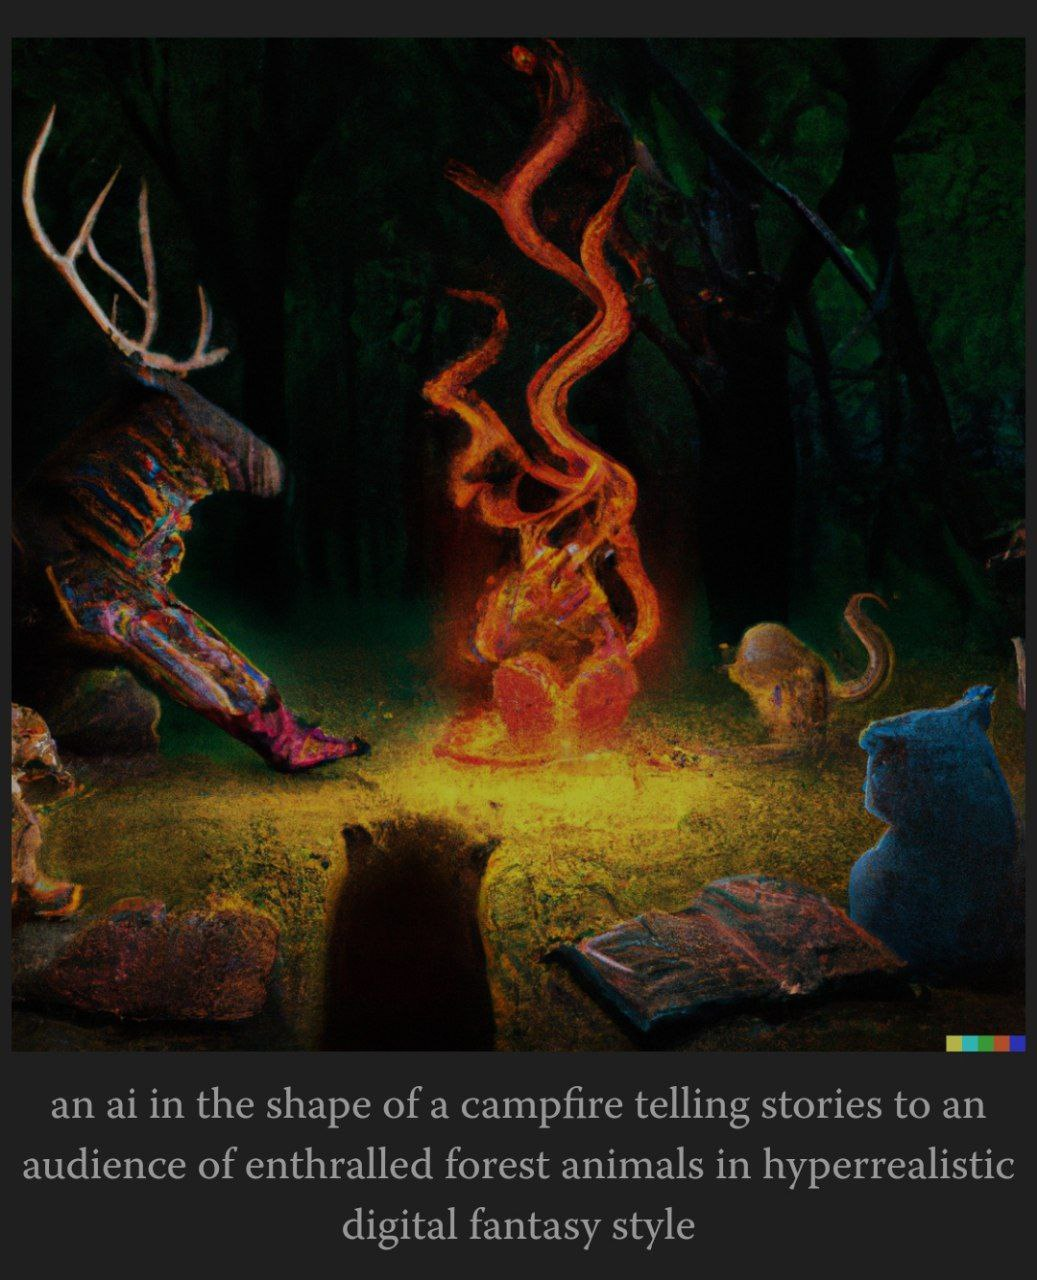 an ai in the shape of a campfire telling stories to an
audience of enthralled forest animals in hyperrealistic
digital fantasy style